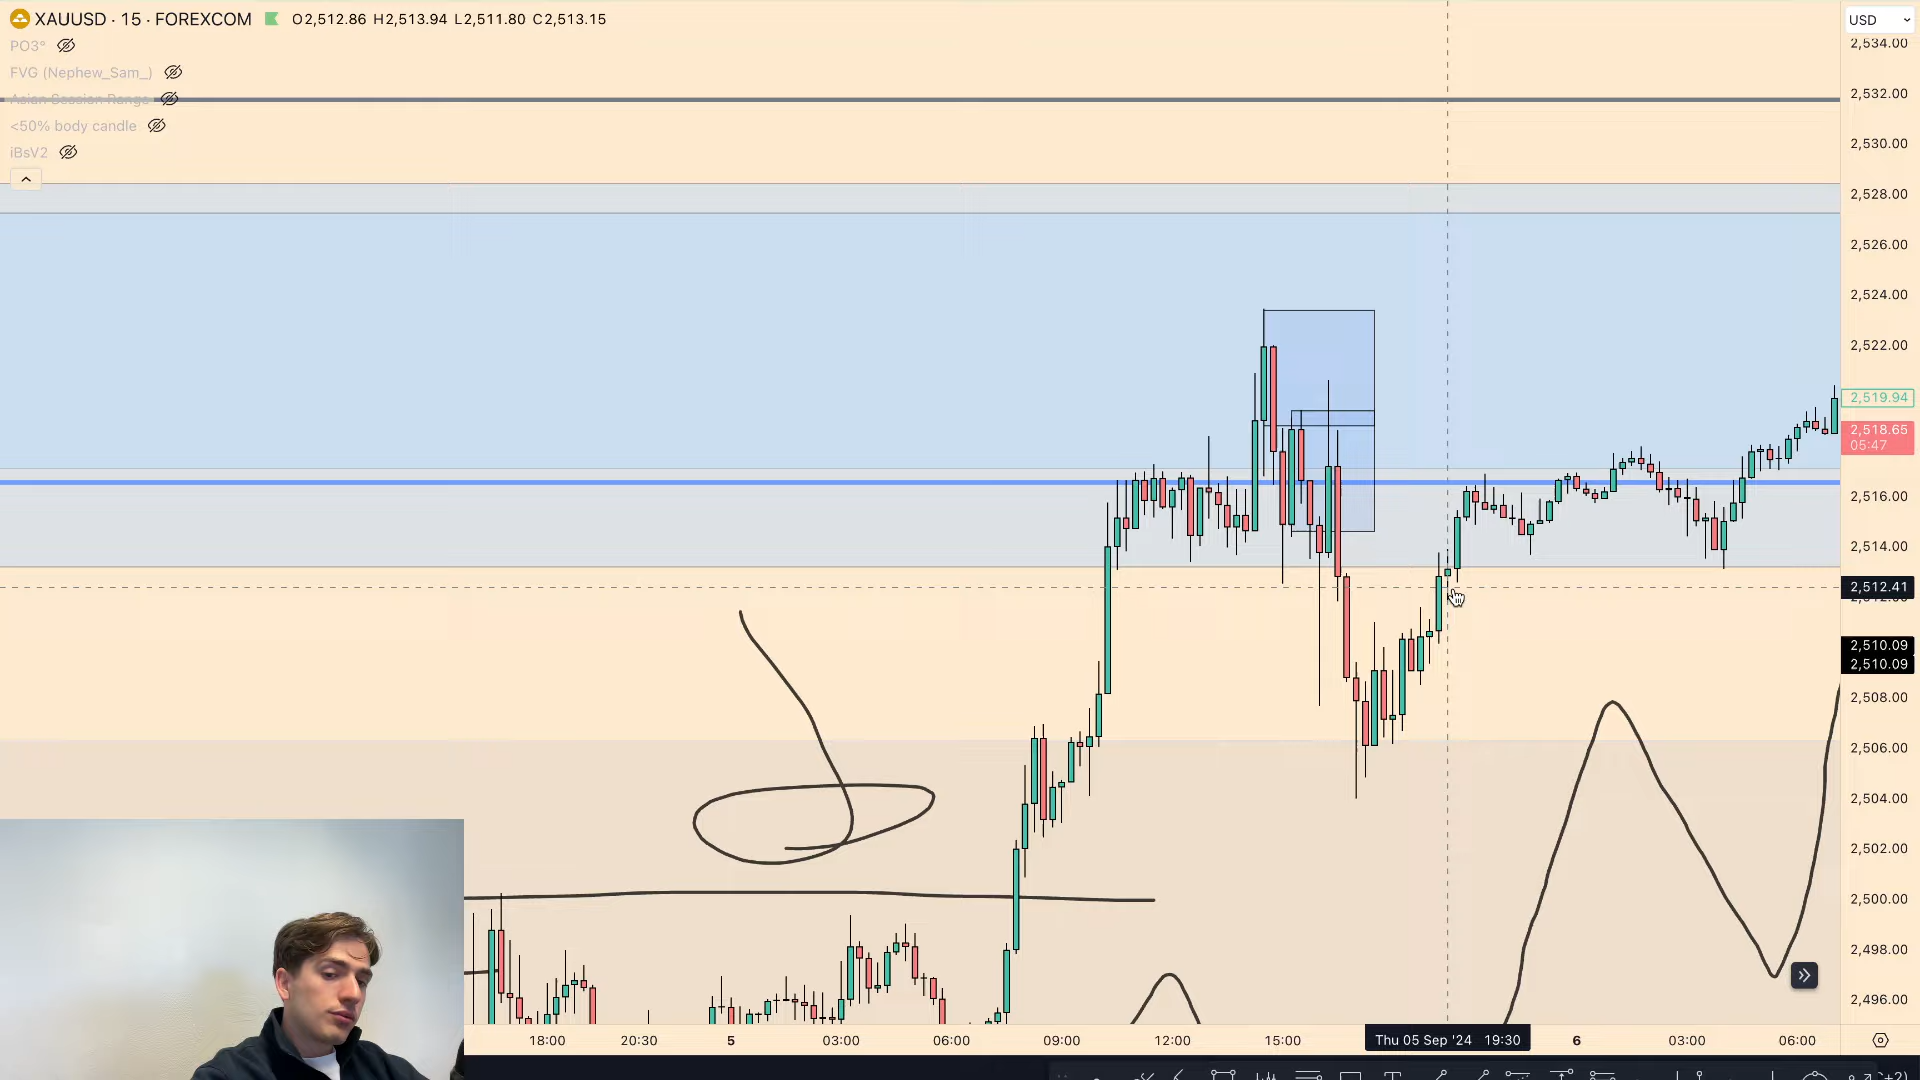 XAUUSD · 15 · FOREXCOM O2,512.86 H2,513.94 L2,511.80 C2,513.15
PO3°
FVG (Nephew_Sam_)
Asian Session Range
<50% body candle
iBsV2
USD
2,534.00
2,532.00
2,530.00
2,528.00
2,526.00
2,524.00
2,522.00
2,519.94
2,518.65
05:47
2,516.00
2,514.00
2,512.41
2,510.09
2,510.09
2,508.00
2,506.00
2,504.00
2,502.00
2,500.00
2,498.00
2,496.00
18:00 20:30 5 03:00 06:00 09:00 12:00 15:00 Thu 05 Sep '24 19:30 6 03:00 06:00